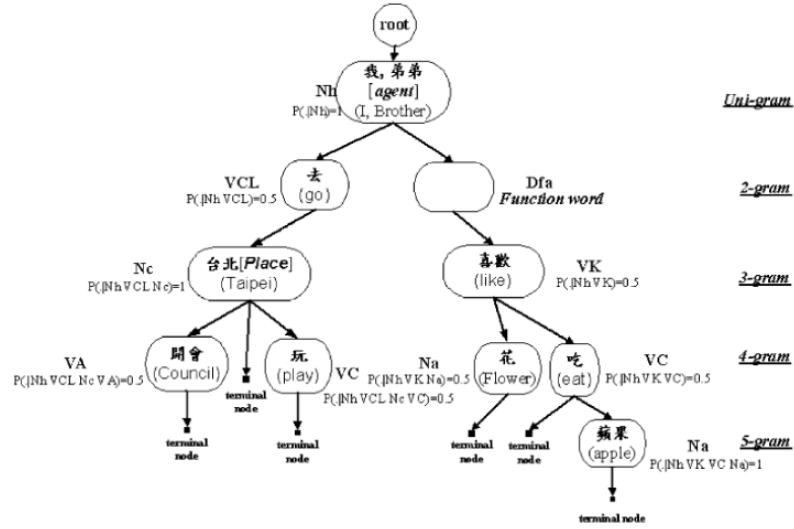 root
我, 弟弟
[agent]
(I, Brother)
Nh
P(.|Nh)=1
Uni-gram
VCL
P(.|Nh VCL)=0.5
去
(go)
Dfa
Function word
2-gram
Nc
P(.|Nh VCL Nc)=1
台北[Place]
(Taipei)
喜歡
(like)
VK
P(.|Nh VK)=0.5
3-gram
VA
P(.|Nh VCL Nc VA)=0.5
開會
(Council)
terminal
node
玩
(play)
VC
P(.|Nh VCL Nc VC)=0.5
Na
P(.|Nh VK Na)=0.5
花
(Flower)
吃
(eat)
VC
P(.|Nh VK VC)=0.5
4-gram
terminal
node
terminal
node
terminal
node
terminal
node
蘋果
(apple)
Na
P(.|Nh VK VC Na)=1
5-gram
terminal node